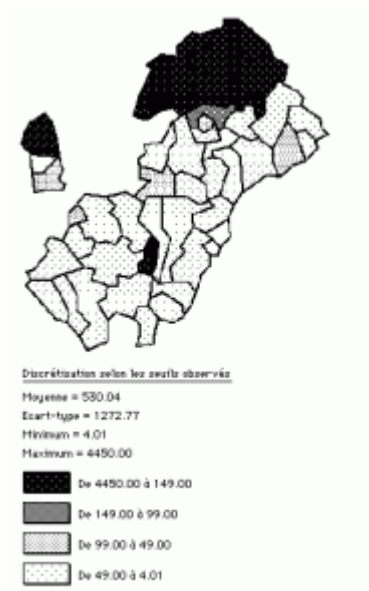 Discrétisation selon les seuils observés
Moyenne = 530.04
Ecart-type = 1272.77
Minimum = 4.01
Maximum = 4450.00
De 4450.00 à 149.00
De 149.00 à 99.00
De 99.00 à 49.00
De 49.00 à 4.01